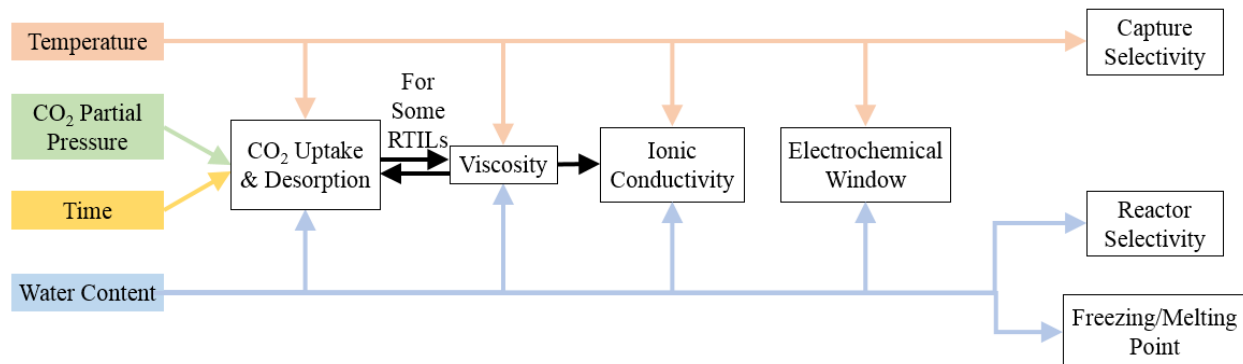 Temperature
Capture
Selectivity
CO₂ Partial
Pressure
For
Some
RTILs
CO₂ Uptake
& Desorption
Viscosity
Ionic
Conductivity
Electrochemical
Window
Time
Reactor
Selectivity
Water Content
Freezing/Melting
Point